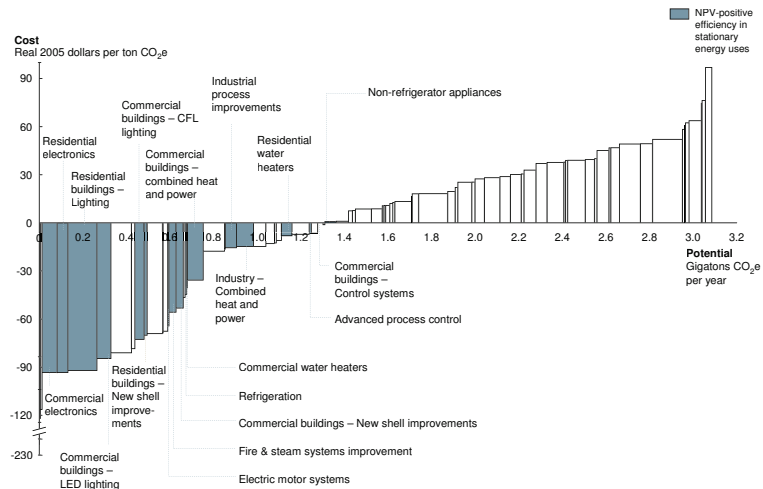 NPV-positive
efficiency in
stationary
energy uses
Cost
Real 2005 dollars per ton CO2e
90
60
30
0
-30
-60
-90
-120
-230
Residential
electronics
Residential
buildings –
Lighting
Commercial
buildings – CFL
lighting
Commercial
buildings –
combined heat
and power
Industrial
process
improvements
Residential
water
heaters
Non-refrigerator appliances
0 0.2 0.4 0.6 0.8 1.0 1.2 1.4 1.6 1.8 2.0 2.2 2.4 2.6 2.8 3.0 3.2
Potential
Gigatons CO2e
per year
Industry –
Combined
heat and
power
Commercial
buildings –
Control systems
Advanced process control
Commercial water heaters
Refrigeration
Commercial buildings – New shell improvements
Fire & steam systems improvement
Electric motor systems
Residential
buildings –
New shell
improve-
ments
Commercial
electronics
Commercial
buildings –
LED lighting